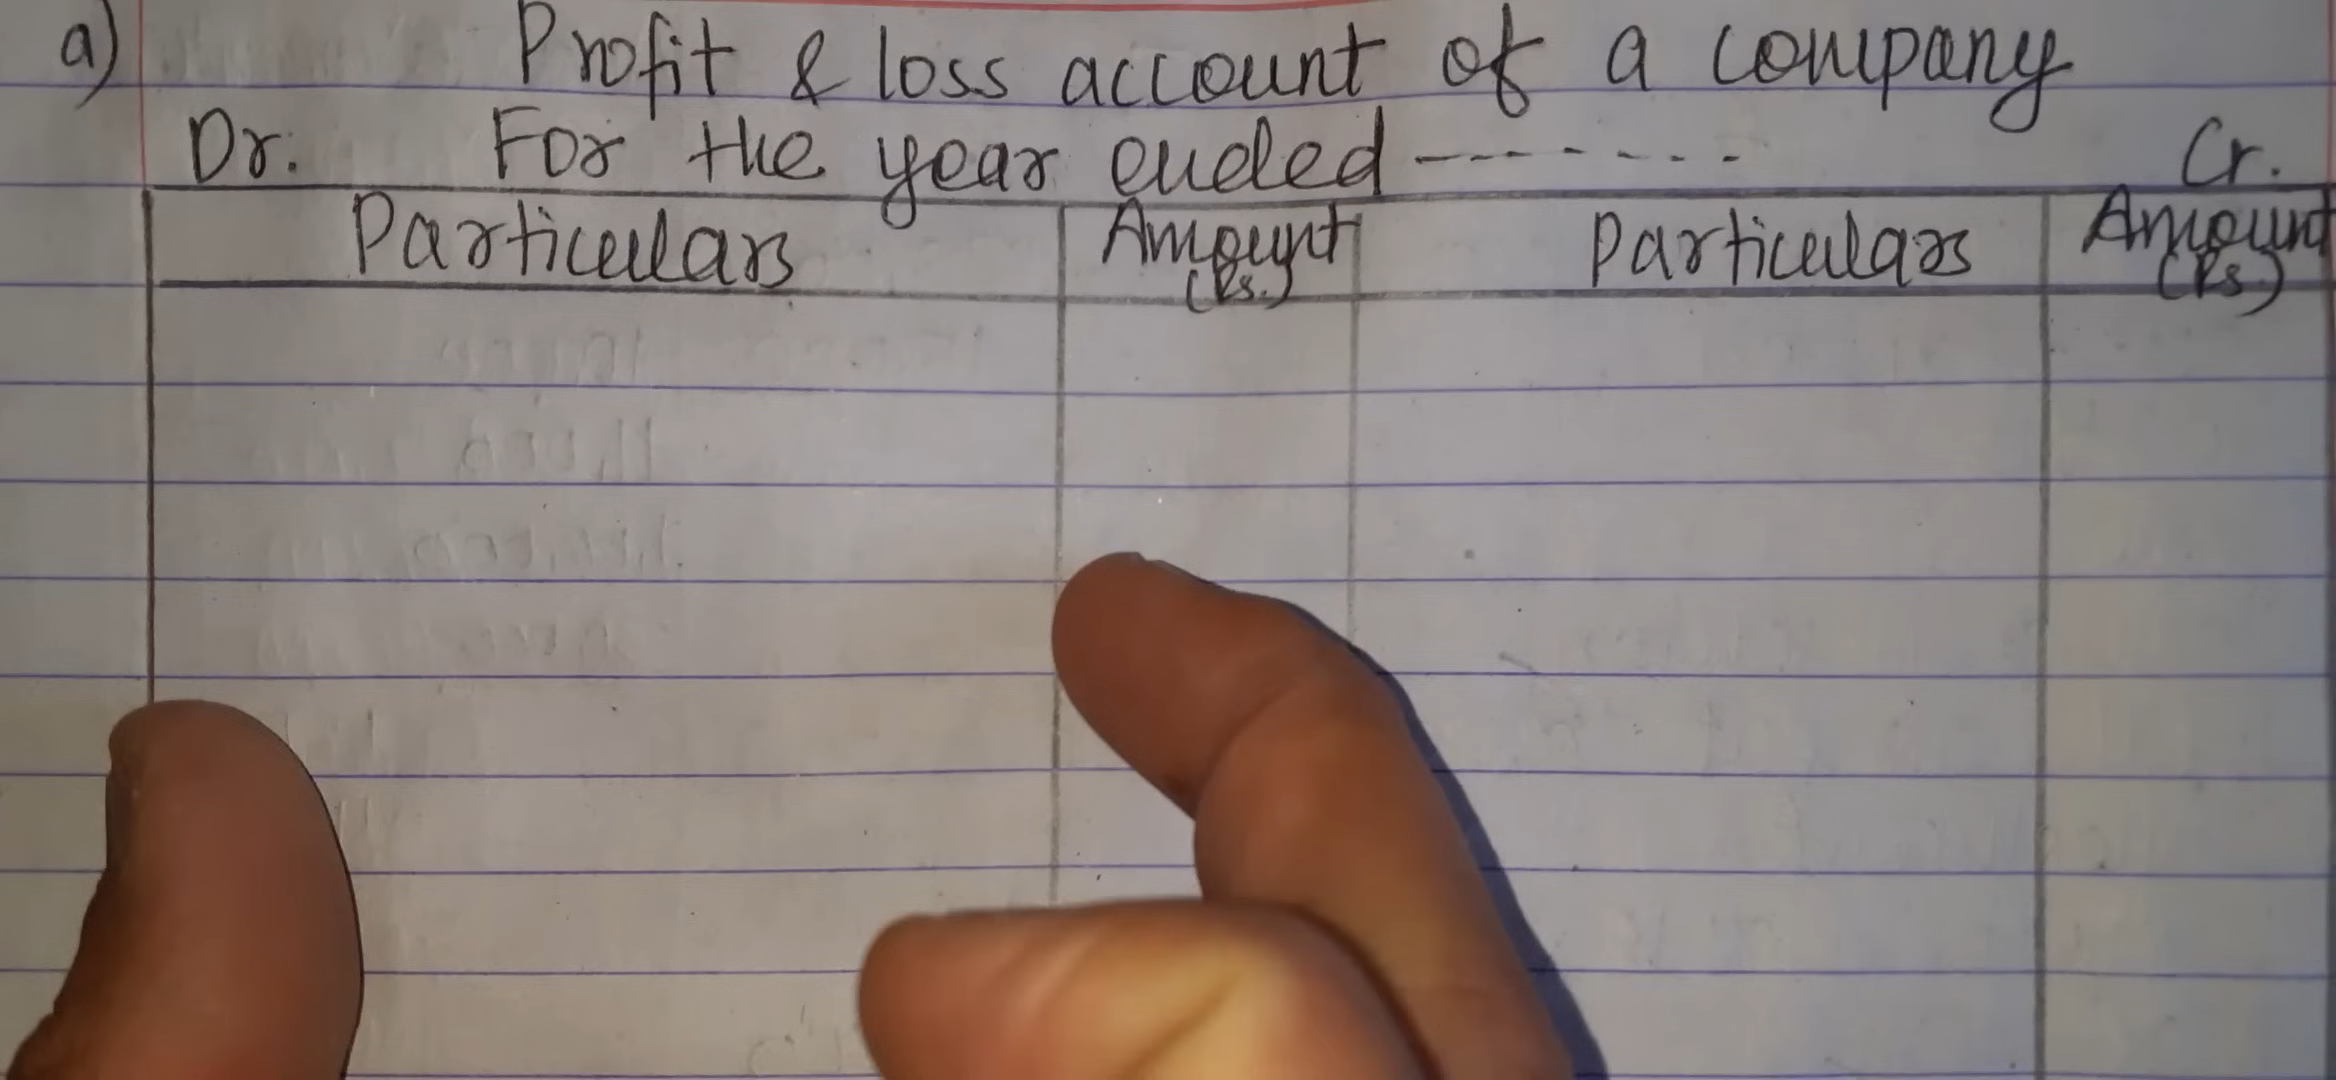 a) Profit & loss account of a company
Dr. For the year ended -------- Cr.
Particulars Amount (Rs.) Particulars Amount (Rs.)